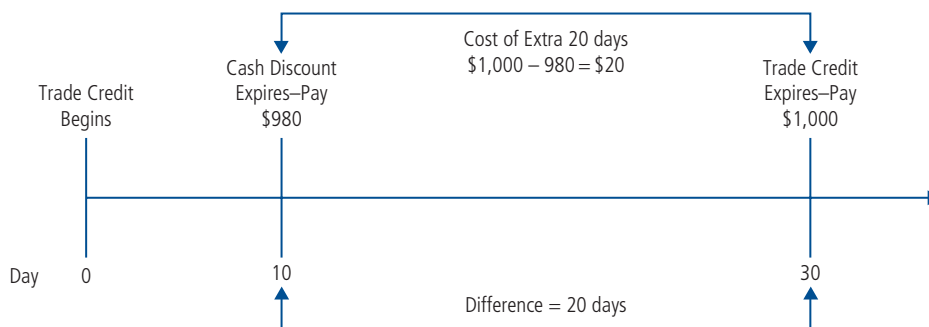 Cost of Extra 20 days
$1,000 – 980 = $20
Trade Credit
Begins
Cash Discount
Expires–Pay
$980
Trade Credit
Expires–Pay
$1,000
Day 0 10 30
Difference = 20 days